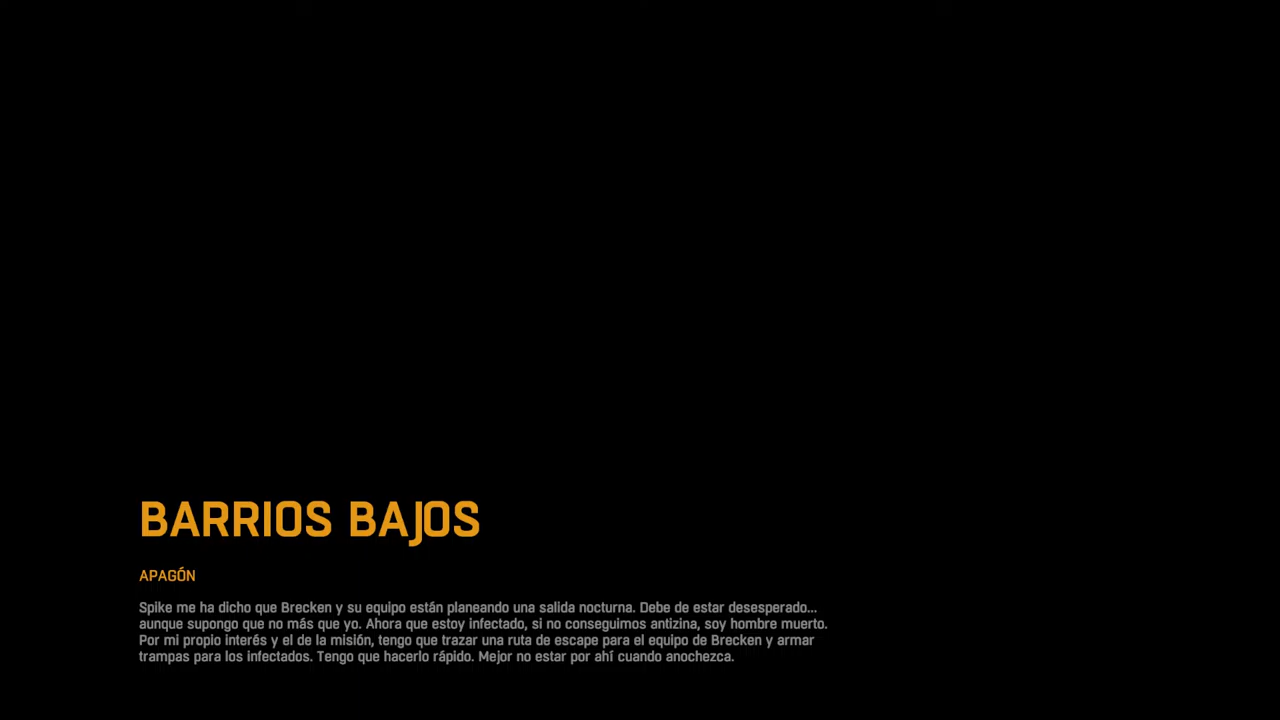 BARRIOS BAJOS
APAGÓN
Spike me ha dicho que Brecken y su equipo están planeando una salida nocturna. Debe de estar desesperado...
aunque supongo que no más que yo. Ahora que estoy infectado, si no conseguimos antizina, soy hombre muerto.
Por mi propio interés y el de la misión, tengo que trazar una ruta de escape para el equipo de Brecken y armar
trampas para los infectados. Tengo que hacerlo rápido. Mejor no estar por ahí cuando anochezca.